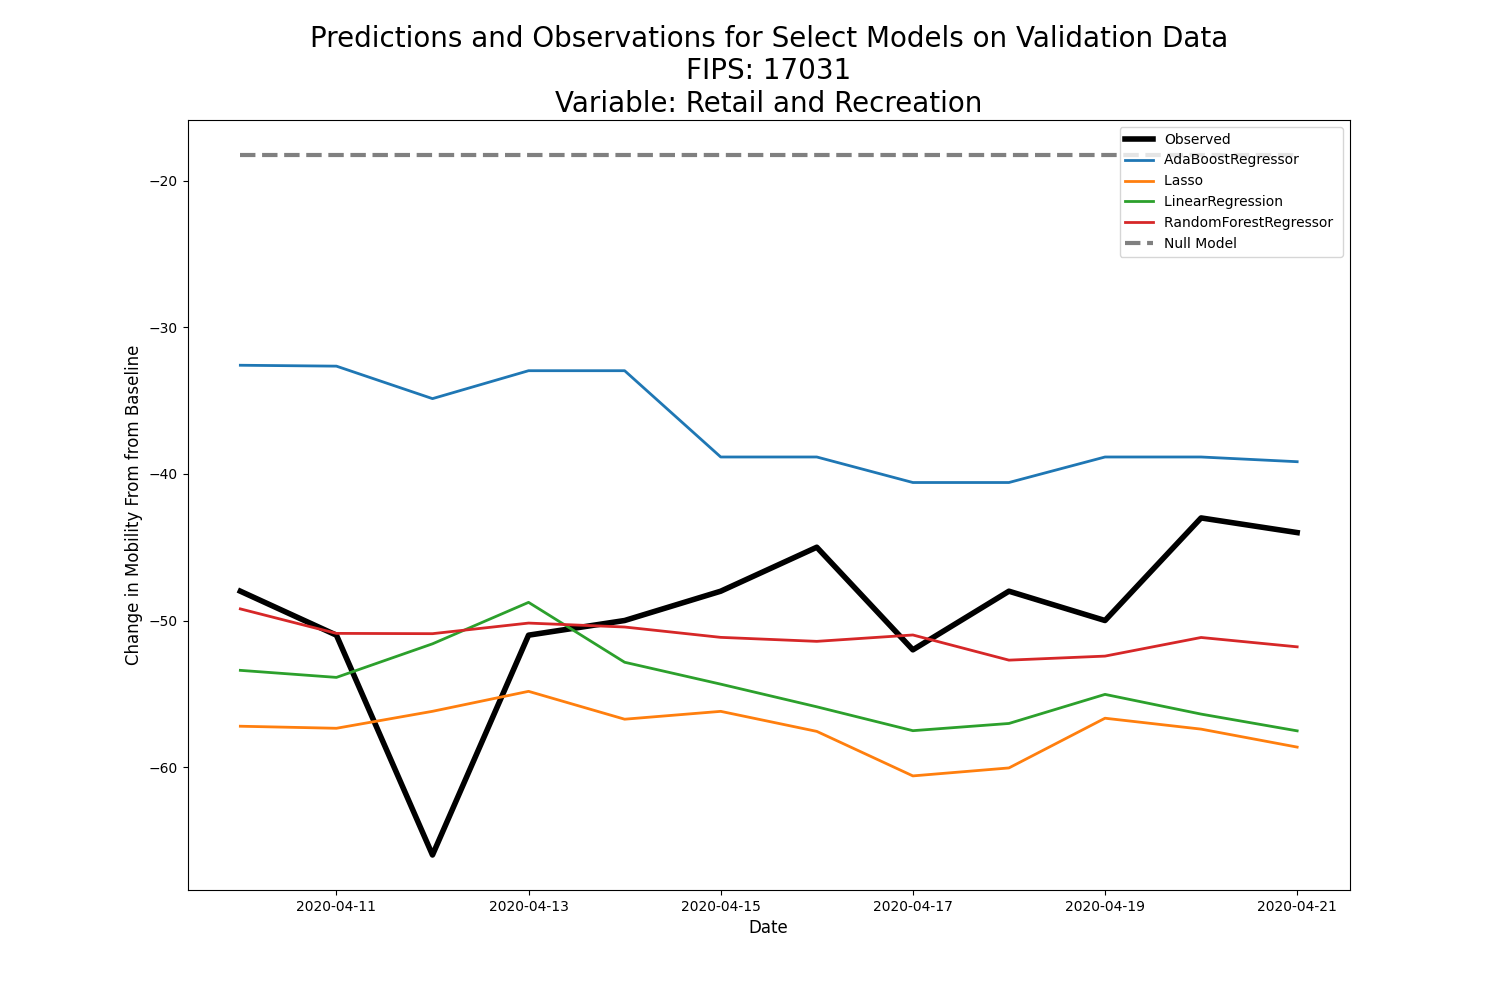 Predictions and Observations for Select Models on Validation Data
FIPS: 17031
Variable: Retail and Recreation
Observed
AdaBoostRegressor
Lasso
LinearRegression
RandomForestRegressor
Null Model
Change in Mobility From from Baseline
−20
−30
−40
−50
−60
2020-04-11
2020-04-13
2020-04-15
2020-04-17
2020-04-19
2020-04-21
Date